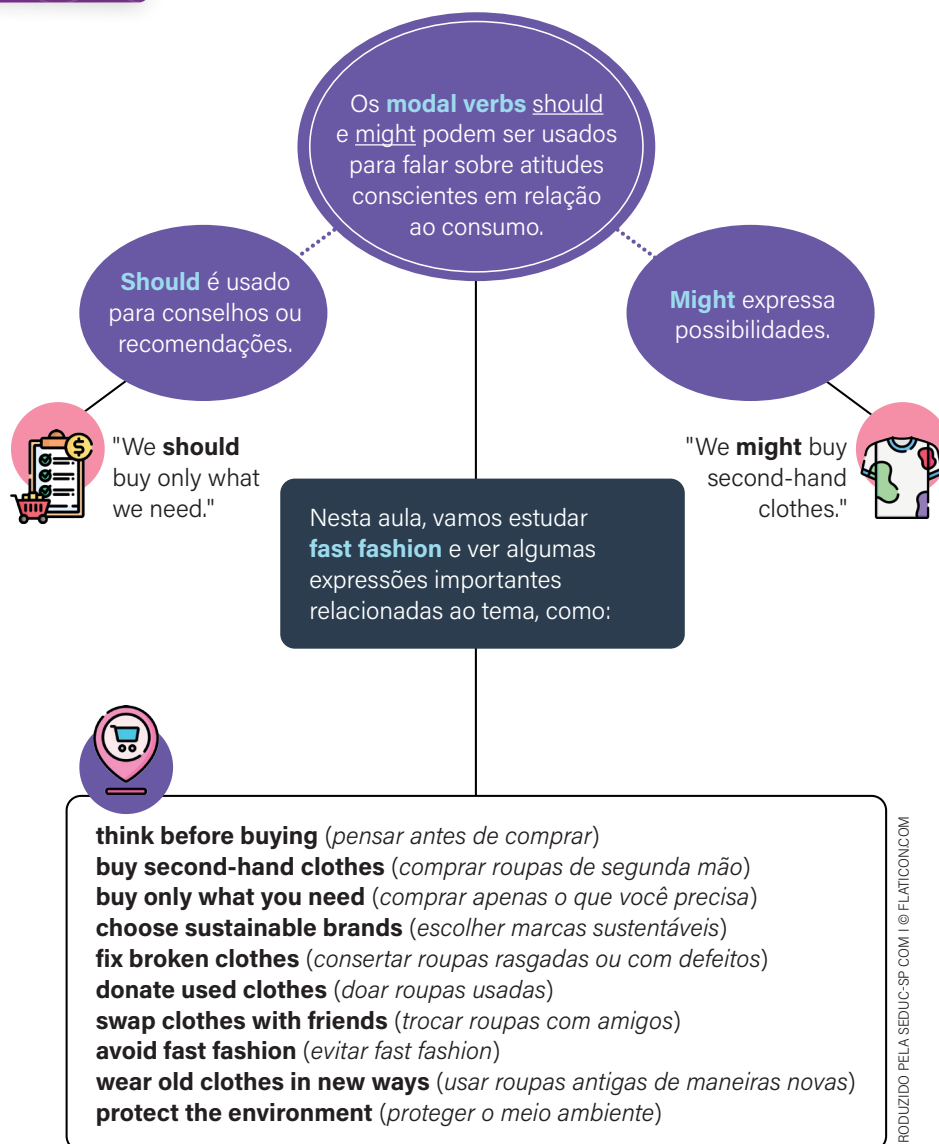 Os modal verbs should
e might podem ser usados
para falar sobre atitudes
conscientes em relação
ao consumo.
Should é usado
para conselhos ou
recomendações.
Might expressa
possibilidades.
"We should
buy only what
we need."
"We might buy
second-hand
clothes."
Nesta aula, vamos estudar
fast fashion e ver algumas
expressões importantes
relacionadas ao tema, como:
think before buying (pensar antes de comprar)
buy second-hand clothes (comprar roupas de segunda mão)
buy only what you need (comprar apenas o que você precisa)
choose sustainable brands (escolher marcas sustentáveis)
fix broken clothes (consertar roupas rasgadas ou com defeitos)
donate used clothes (doar roupas usadas)
swap clothes with friends (trocar roupas com amigos)
avoid fast fashion (evitar fast fashion)
wear old clothes in new ways (usar roupas antigas de maneiras novas)
protect the environment (proteger o meio ambiente)
RODUZIDO PELA SEDUC-SP COM I © FLATICON.COM